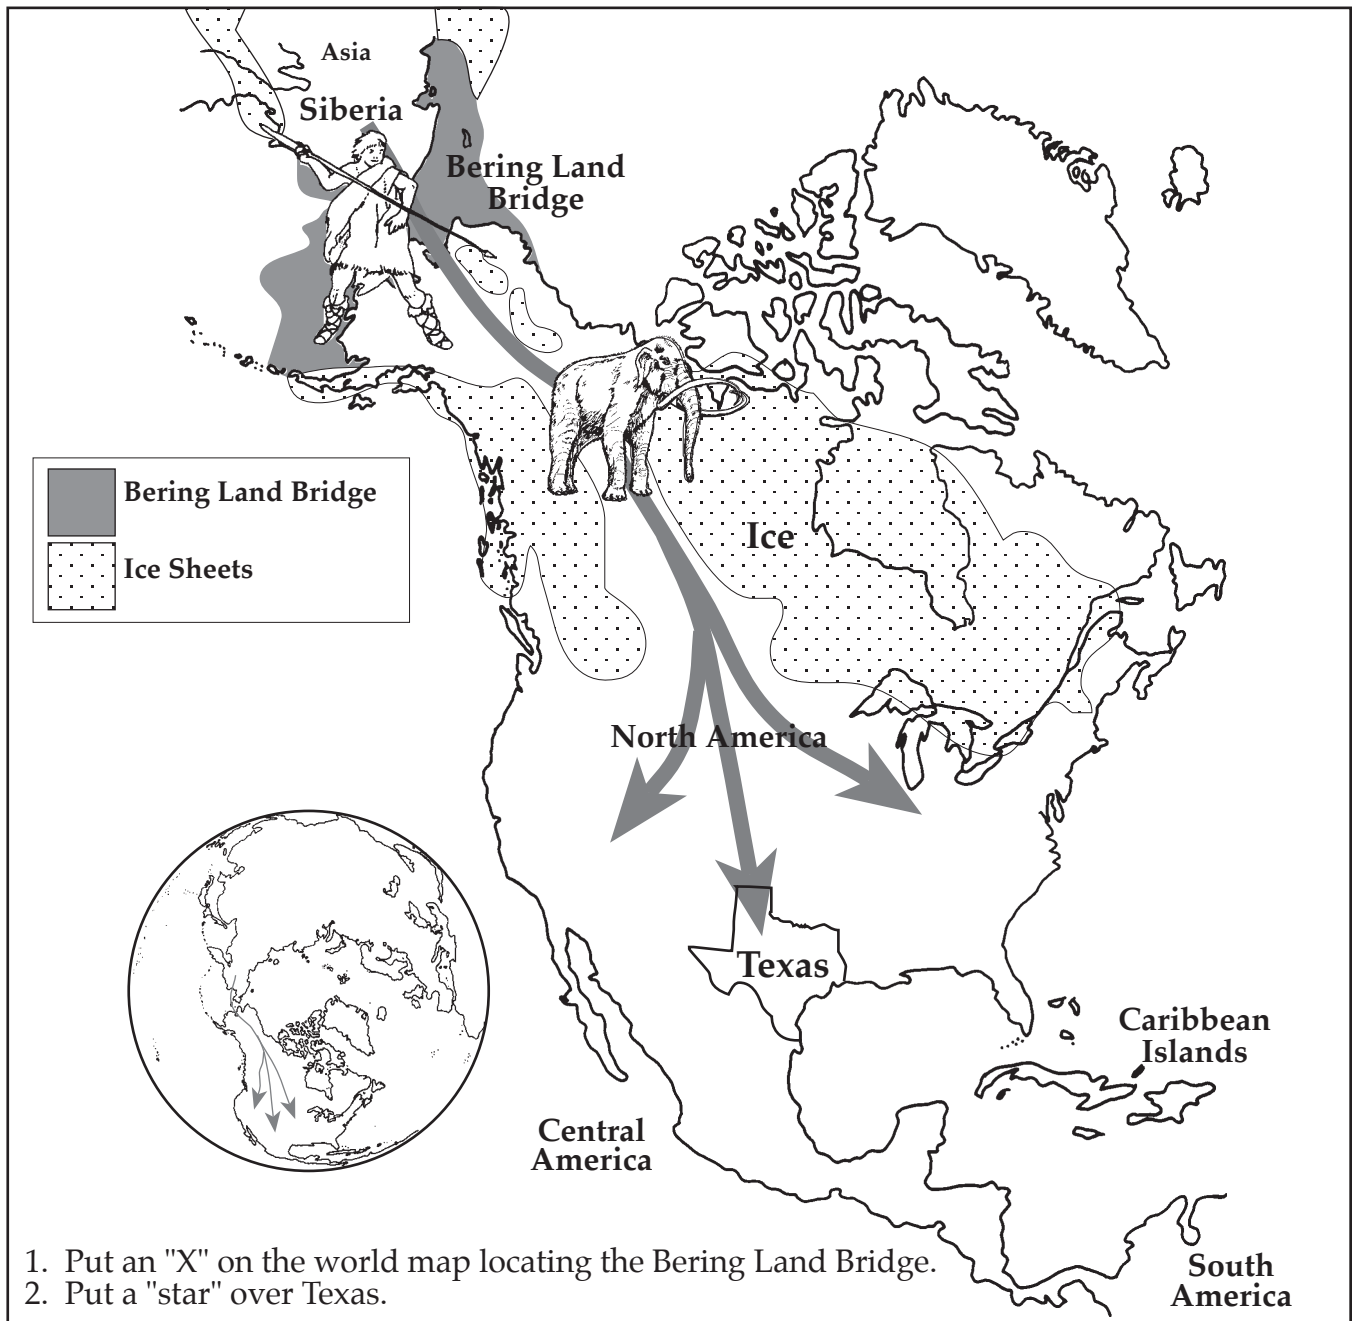 Asia
Siberia
Bering Land
Bridge
Bering Land Bridge
Ice Sheets
Ice
North America
Texas
Caribbean
Islands
Central
America
South
America
1. Put an "X" on the world map locating the Bering Land Bridge.
2. Put a "star" over Texas.